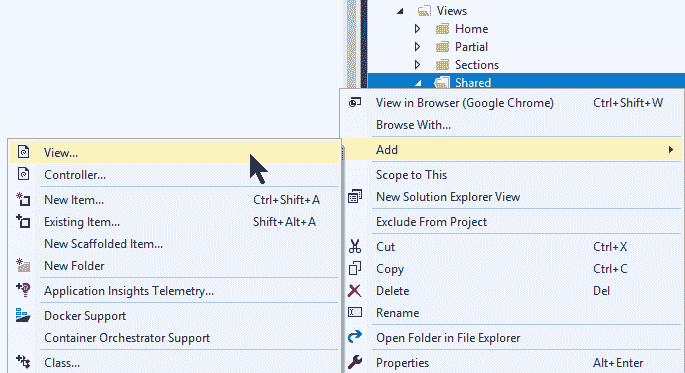 Views
Home
Partial
Sections
Shared
View in Browser (Google Chrome) Ctrl+Shift+W
Browse With...
Add
Scope to This
New Solution Explorer View
Exclude From Project
Cut Ctrl+X
Copy Ctrl+C
Delete Del
Rename
Open Folder in File Explorer
Properties Alt+Enter
View...
Controller...
New Item... Ctrl+Shift+A
Existing Item... Shift+Alt+A
New Scaffolded Item...
New Folder
Application Insights Telemetry...
Docker Support
Container Orchestrator Support
Class...